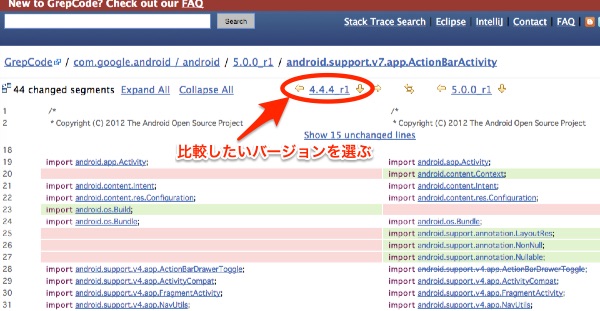 New to GrepCode? Check out our FAQ
Search
Stack Trace Search | Eclipse | IntelliJ | Contact | FAQ
GrepCode / com.google.android / android / 5.0.0_r1 / android.support.v7.app.ActionBarActivity
44 changed segments Expand All Collapse All 4.4.4_r1 5.0.0_r1
1 /* /*
2 * Copyright (C) 2012 The Android Open Source Project * Copyright (C) 2012 The Android Open Source Project
Show 15 unchanged lines
比較したいバージョンを選ぶ
18
19 import android.app.Activity; import android.app.Activity;
20 import android.content.Context;
21 import android.content.Intent; import android.content.Intent;
22 import android.content.res.Configuration; import android.content.res.Configuration;
23 import android.os.Build;
24 import android.os.Bundle; import android.os.Bundle;
25 import android.support.annotation.LayoutRes;
26 import android.support.annotation.NonNull;
27 import android.support.annotation.Nullable;
28 import android.support.v4.app.ActionBarDrawerToggle; import android.support.v4.app.ActionBarDrawerToggle;
29 import android.support.v4.app.ActivityCompat; import android.support.v4.app.ActivityCompat;
30 import android.support.v4.app.FragmentActivity; import android.support.v4.app.FragmentActivity;
31 import android.support.v4.app.NavUtils; import android.support.v4.app.NavUtils;